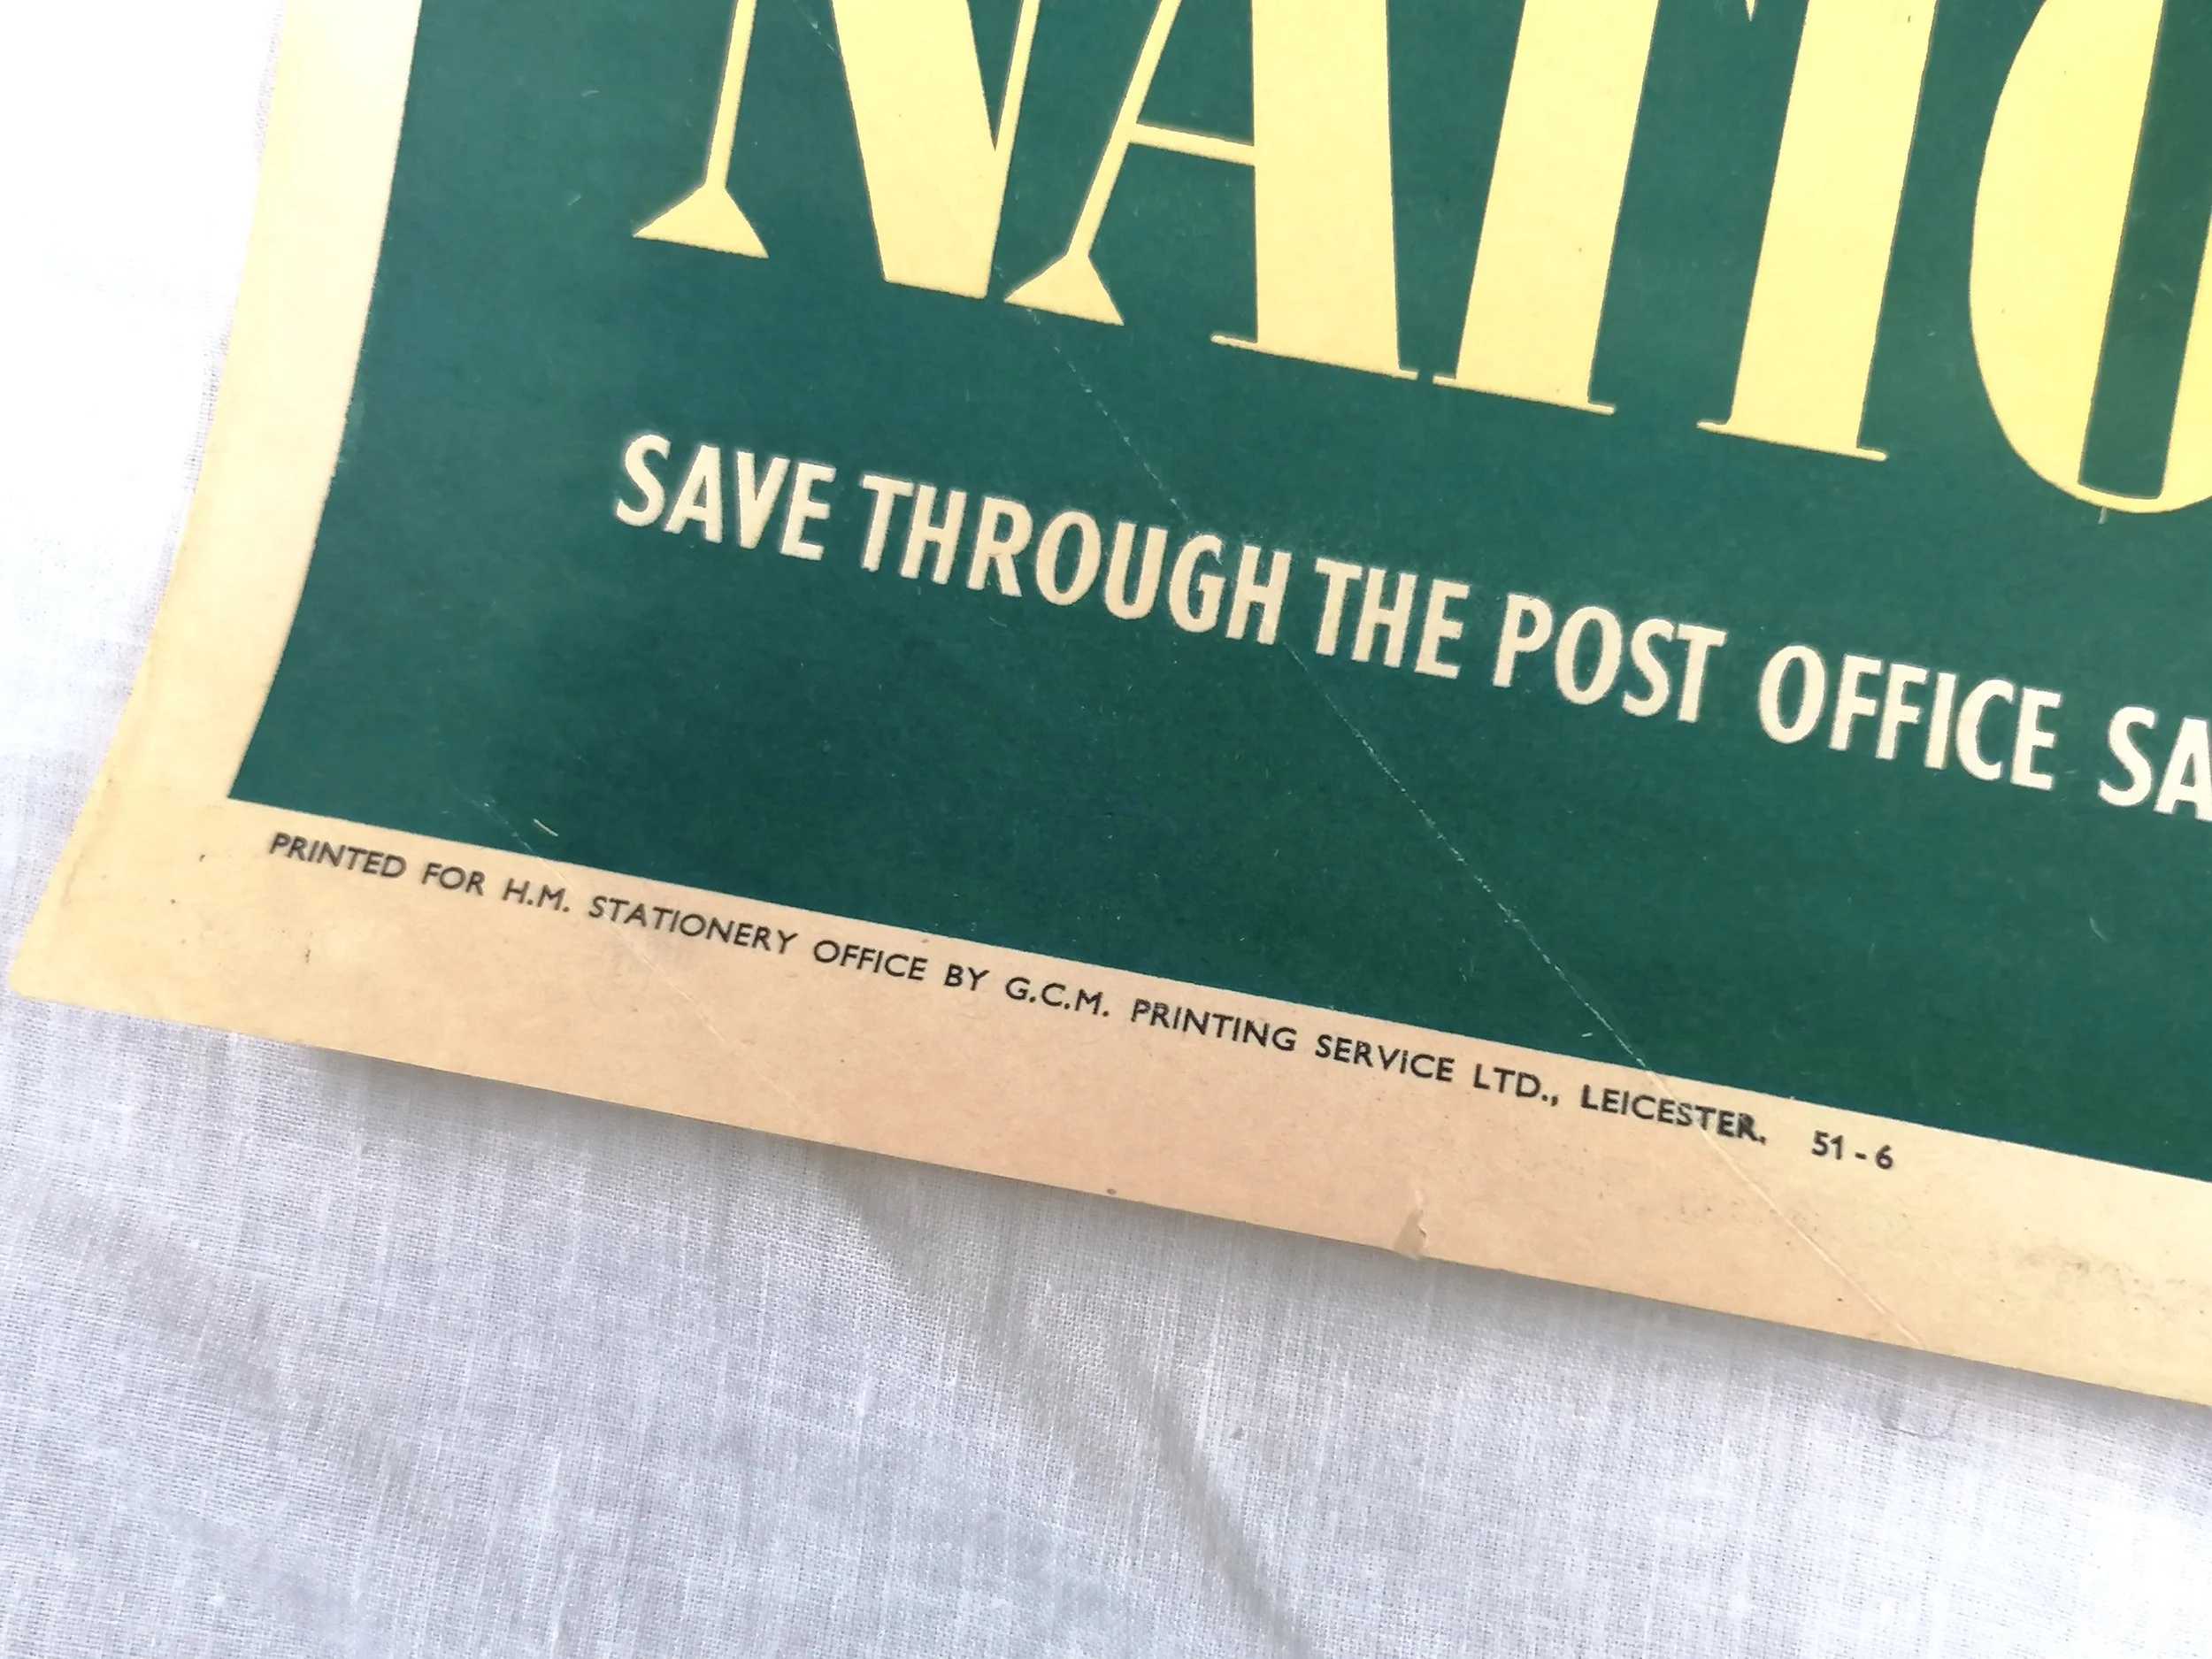 NATIO
SAVE THROUGH THE POST OFFICE SA
PRINTED FOR H.M. STATIONERY OFFICE BY G.C.M. PRINTING SERVICE LTD., LEICESTER. 51-6